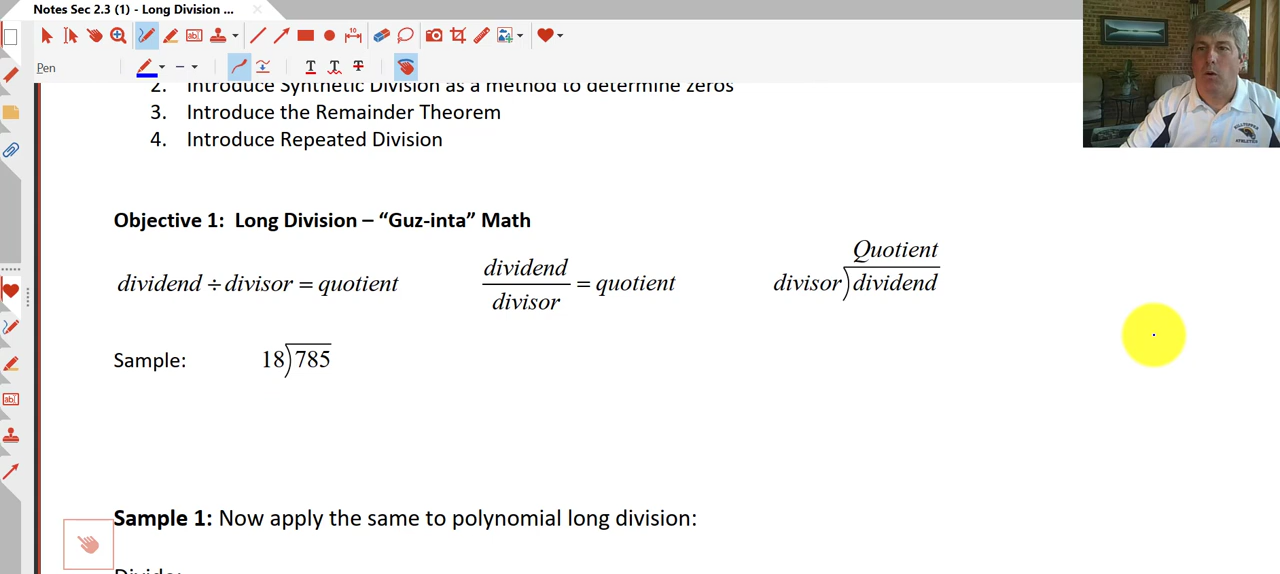 Notes Sec 2.3 (1) - Long Division ...
Pen
2. Introduce Synthetic Division as a method to determine zeros
3. Introduce the Remainder Theorem
4. Introduce Repeated Division
Objective 1: Long Division – “Guz-inta” Math
dividend ÷ divisor = quotient
dividend
divisor
= quotient
Quotient
divisor)dividend
Sample: 18)785
Sample 1: Now apply the same to polynomial long division:
Divide: